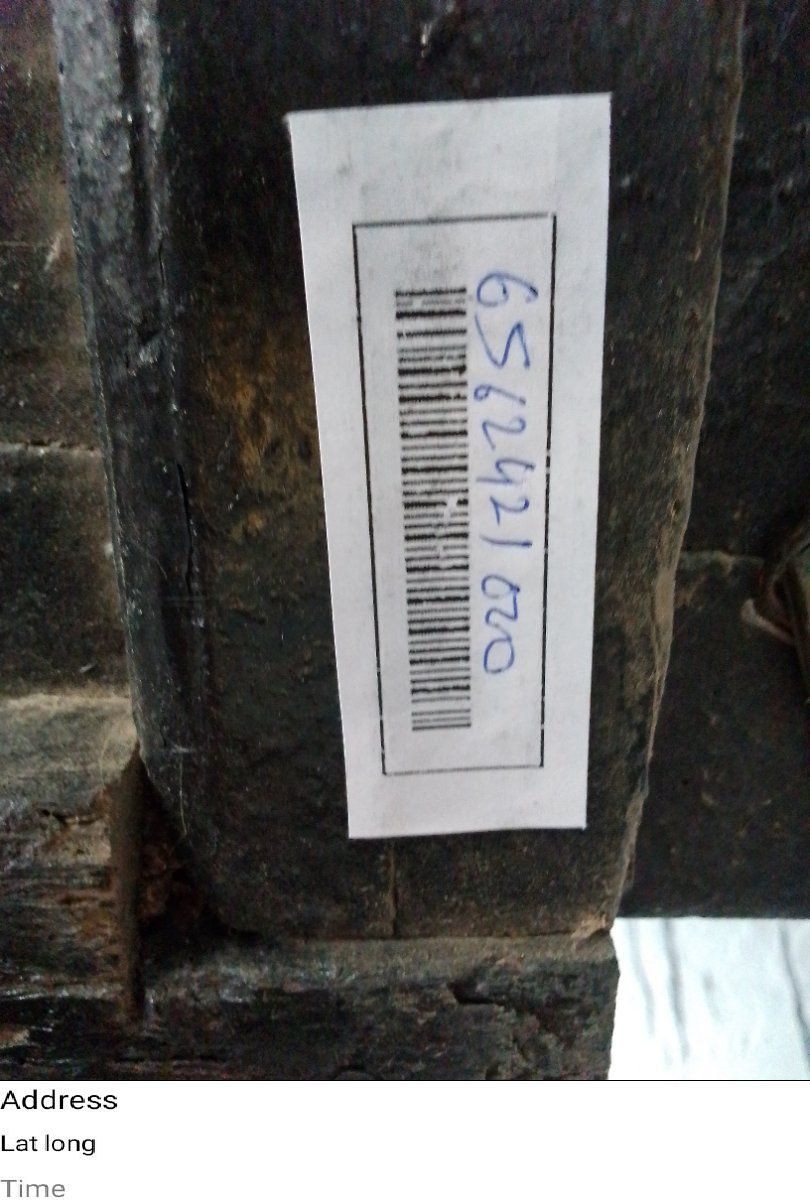 6562421020
Address
Lat long
Time